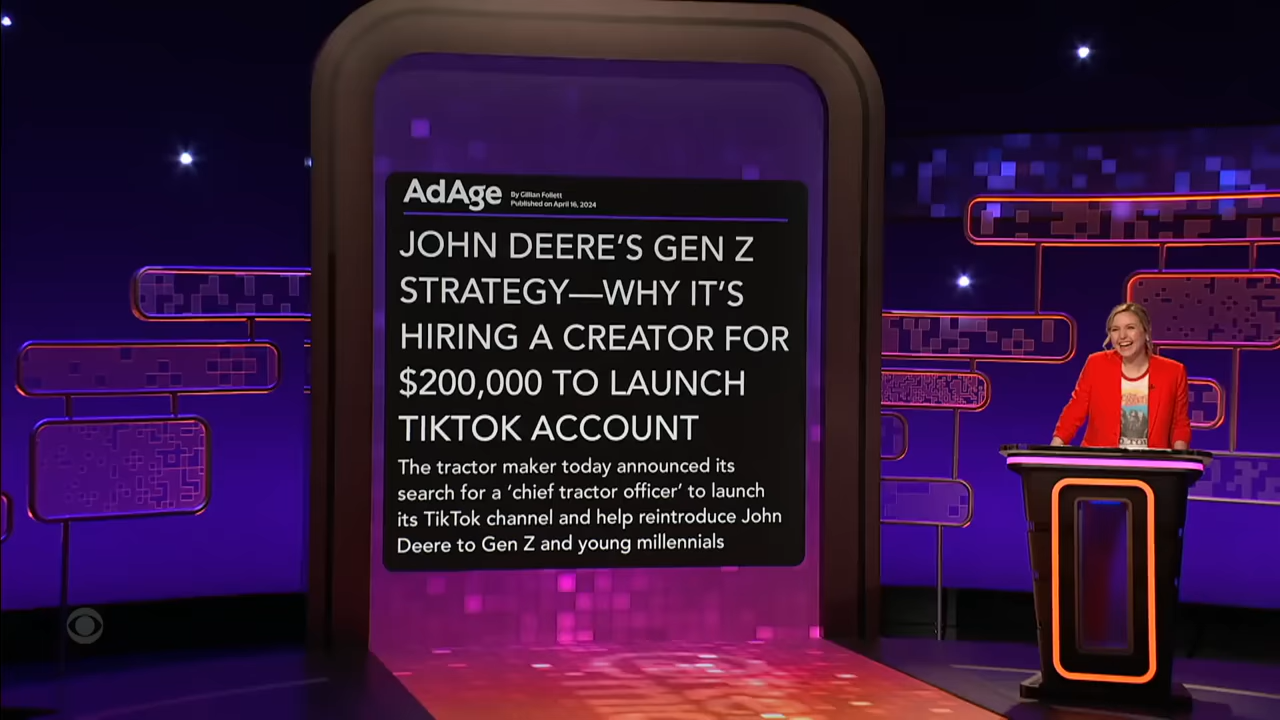 AdAge
By Gillian Follett
Published on April 16, 2024
JOHN DEERE'S GEN Z
STRATEGY—WHY IT'S
HIRING A CREATOR FOR
$200,000 TO LAUNCH
TIKTOK ACCOUNT
The tractor maker today announced its
search for a 'chief tractor officer' to launch
its TikTok channel and help reintroduce John
Deere to Gen Z and young millennials